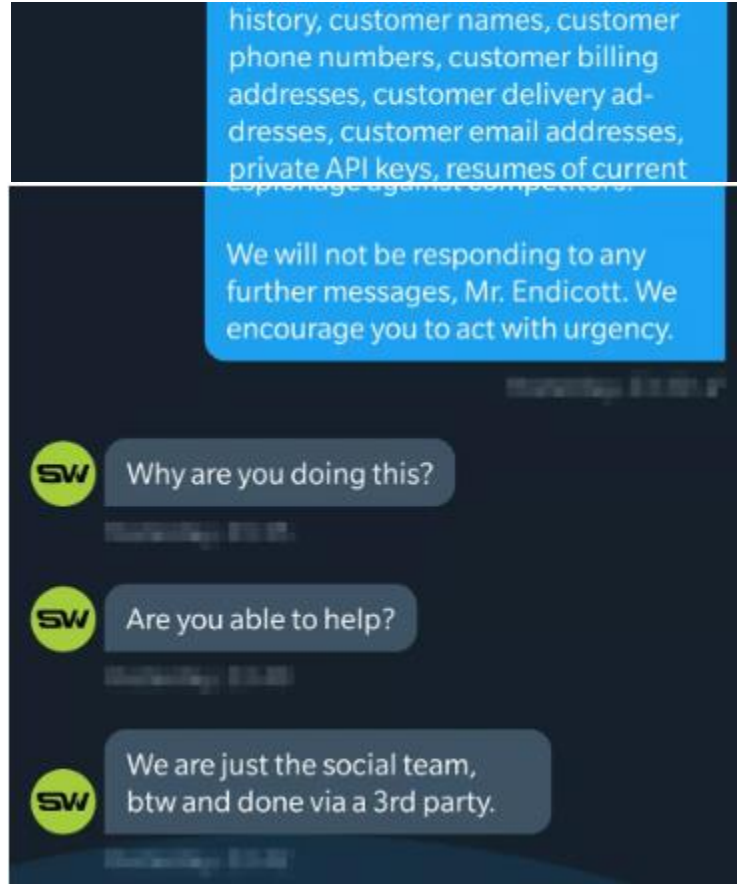 history, customer names, customer
phone numbers, customer billing
addresses, customer delivery ad-
dresses, customer email addresses,
private API keys, resumes of current
espionage against competitors.
We will not be responding to any
further messages, Mr. Endicott. We
encourage you to act with urgency.
SW
Why are you doing this?
SW
Are you able to help?
SW
We are just the social team,
btw and done via a 3rd party.